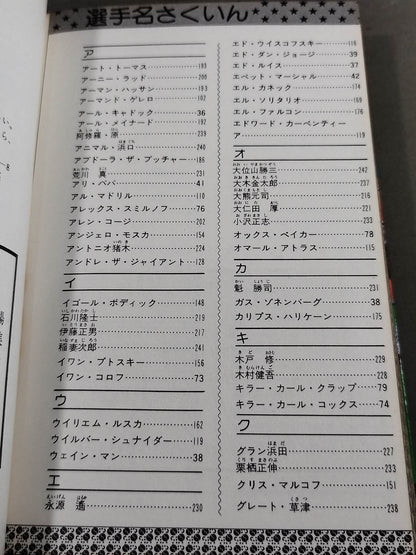 選手名さくいん
ア
アート・トーマス――193
アーニー・ラッド――200
アーマン・ハッサン
アーマンド・ゲレロ――193
アール・キャドック――36
アール・メイナード
阿修羅・原
アニマル・浜口
アブドーラ・ザ・ブッチャー
荒川 真――231
アリ・ババ――41
アル・マドリル――110
アレックス・スミルノフ――76
アレン・コージ
アンジェロ・モスカ――154
アントニオ猪木
アンドレ・ザ・ジャイアント――128
イ
イゴール・ボディック――148
石川隆士――219
伊藤正男――217
稲妻次郎――241
イワン・プトスキー――156
イワン・コロフ――73
ウ
ウイリエム・ルスカ――162
ウイルバー・シュナイダー――119
ウェイン・マン――38
エ
永源 遙――230
エド・ウイスコフスキー――116
エド・ダン・ジョージ――39
エド・ルイス――37
エベット・マーシャル――42
エル・カネック
エル・ソリタリオ
エル・ファルコン
エドワード・カーペンティー
ア――119
オ
大位山勝三――242
大木金太郎
大熊元司
大仁田 厚――221
小沢正志――233
オックス・ベイカー――78
オマール・アトラス――115
カ
魁 勝司――231
ガス・ゾネンバーグ――38
カリプス・ハリケーン――175
キ
木戸 修――229
木村健吾――228
キラー・カール・クラップ――79
キラー・カール・コックス――74
ク
グラン浜田――227
栗栖正伸――233
クリス・マルコフ
グレート・草津――238